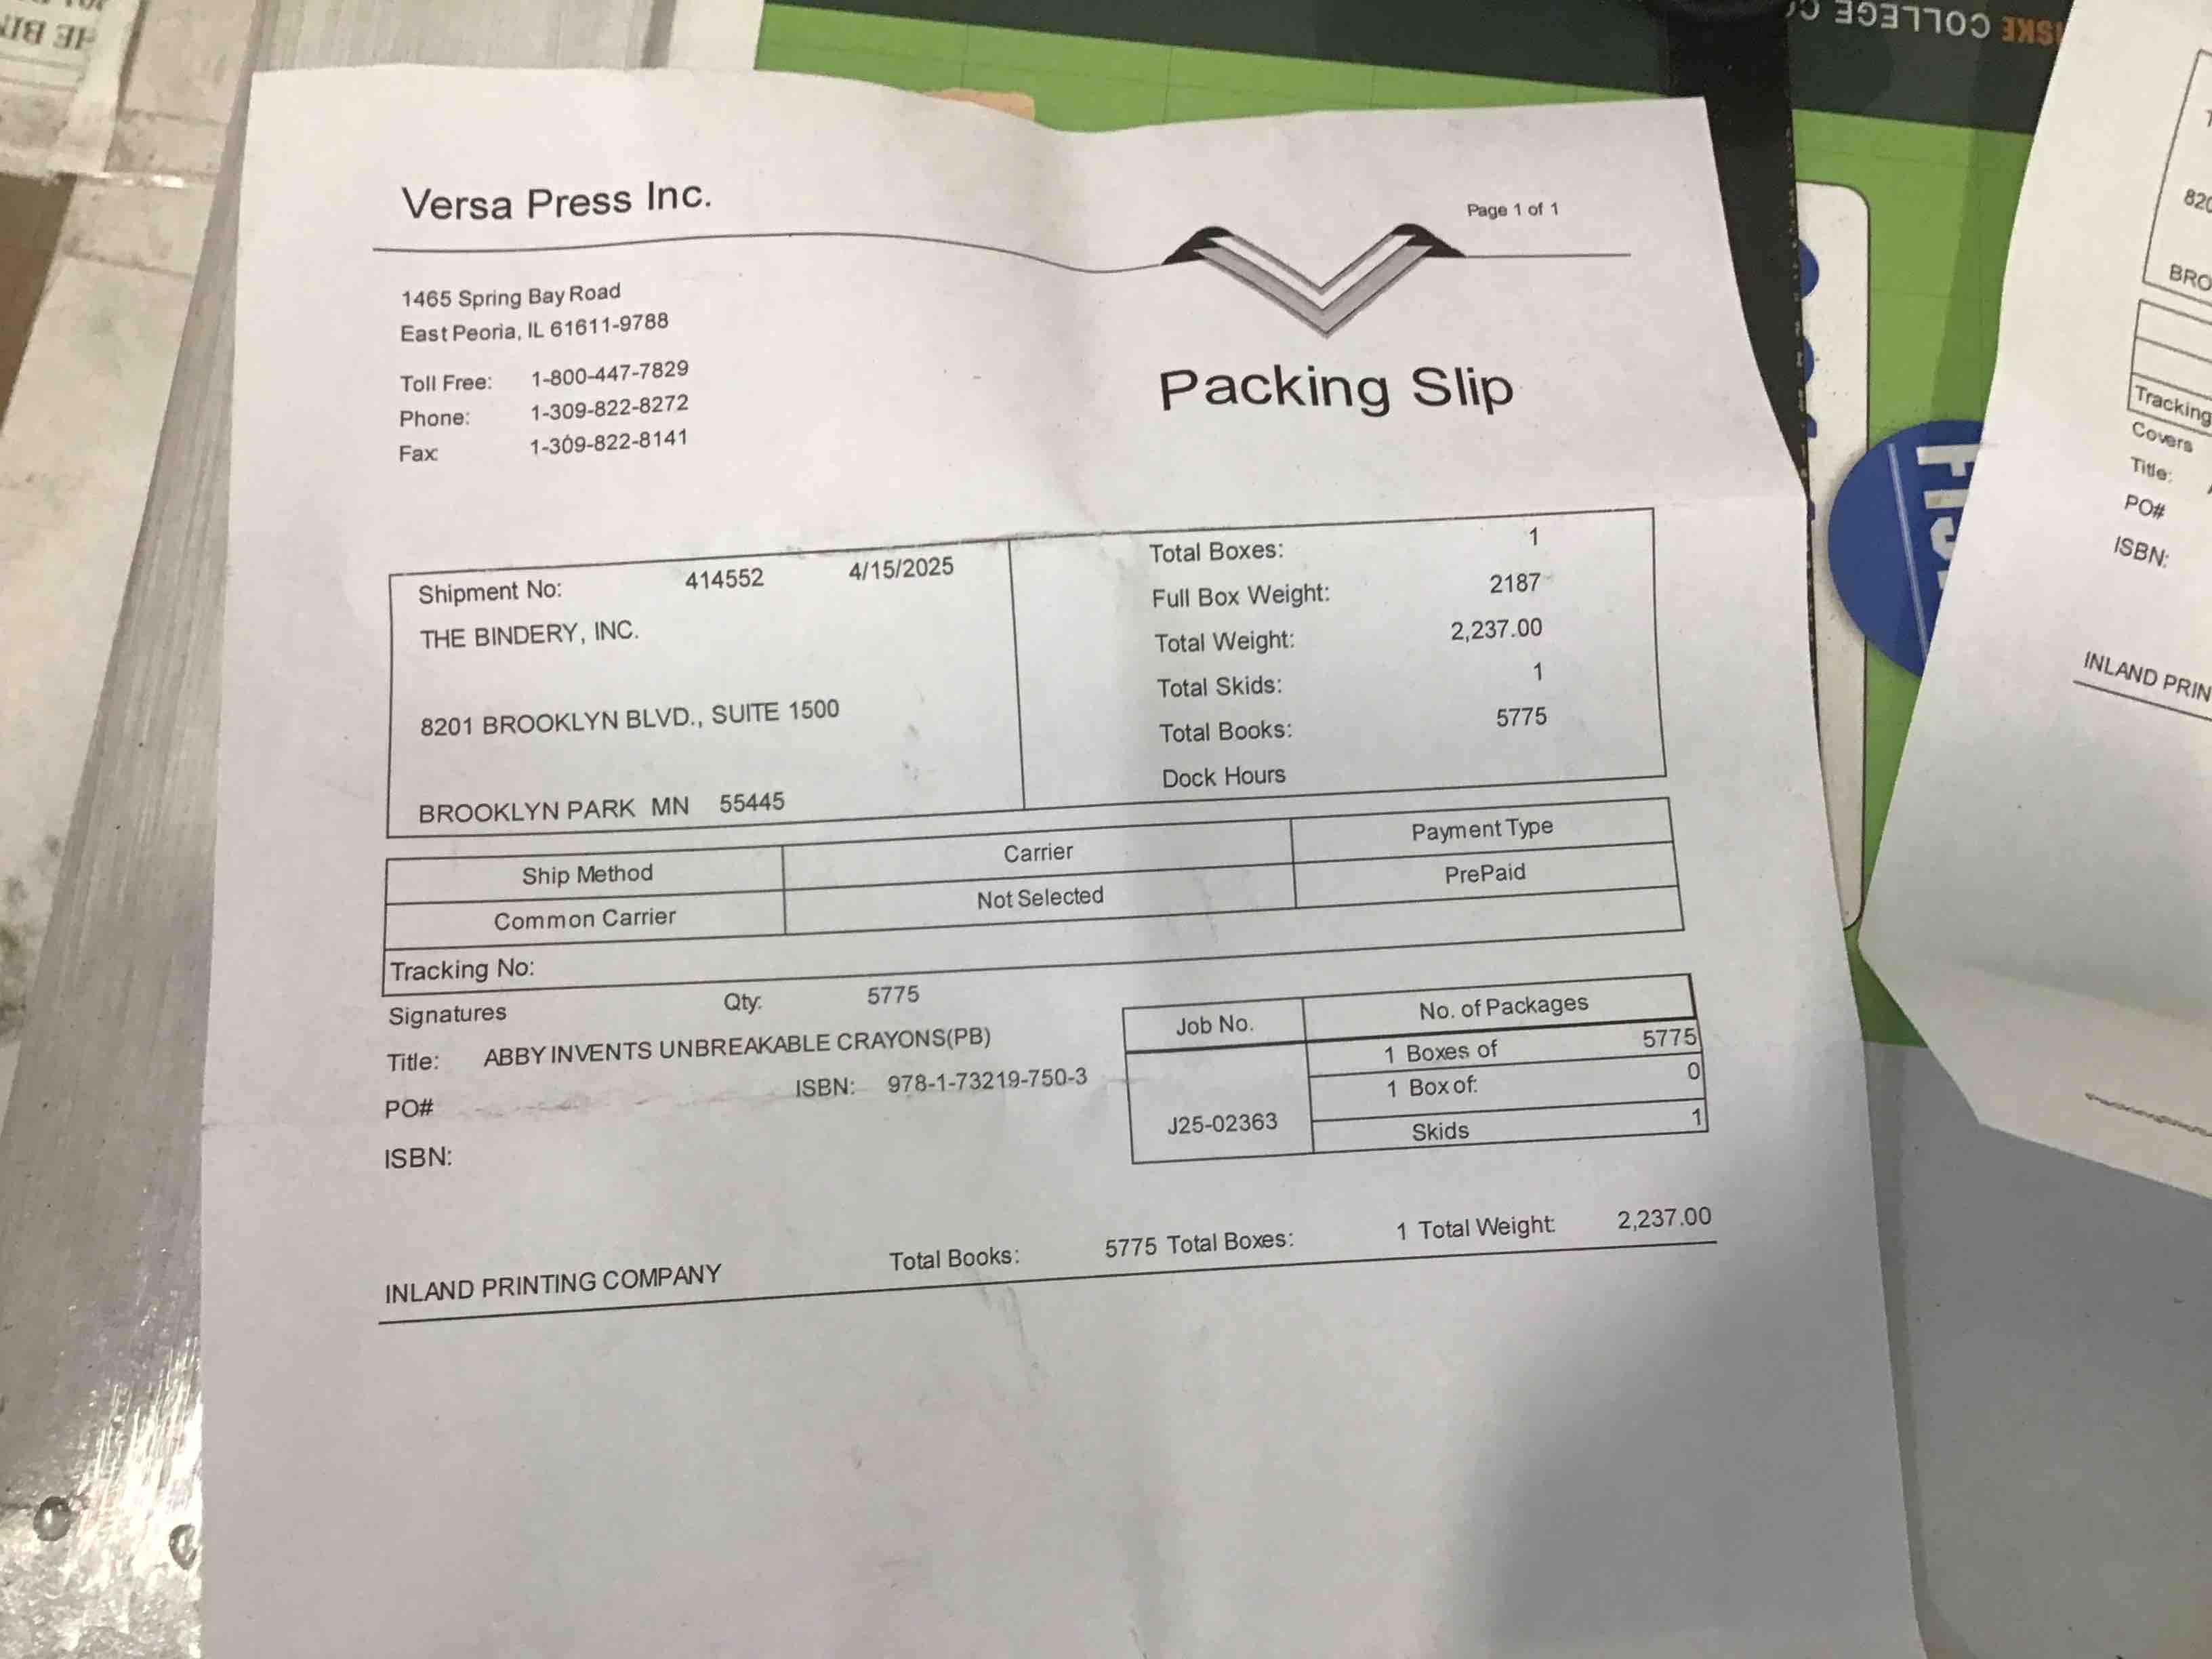 Versa Press Inc.
Page 1 of 1
1465 Spring Bay Road
East Peoria, IL 61611-9788
Toll Free: 1-800-447-7829
Phone: 1-309-822-8272
Fax: 1-309-822-8141
Packing Slip
Shipment No: 414552 4/15/2025
THE BINDERY, INC.
8201 BROOKLYN BLVD., SUITE 1500
BROOKLYN PARK MN 55445
Total Boxes: 1
Full Box Weight: 2187
Total Weight: 2,237.00
Total Skids: 1
Total Books: 5775
Dock Hours
Ship Method Carrier Payment Type
Common Carrier Not Selected PrePaid
Tracking No:
Signatures Qty: 5775
Title: ABBY INVENTS UNBREAKABLE CRAYONS(PB)
PO# ISBN: 978-1-73219-750-3
ISBN:
Job No. No. of Packages
J25-02363
1 Boxes of 5775
1 Box of: 0
Skids 1
INLAND PRINTING COMPANY Total Books: 5775 Total Boxes: 1 Total Weight: 2,237.00
COLLEGE
820
BRO
Tracking
Covers
Title:
PO#
ISBN:
INLAND PRIN